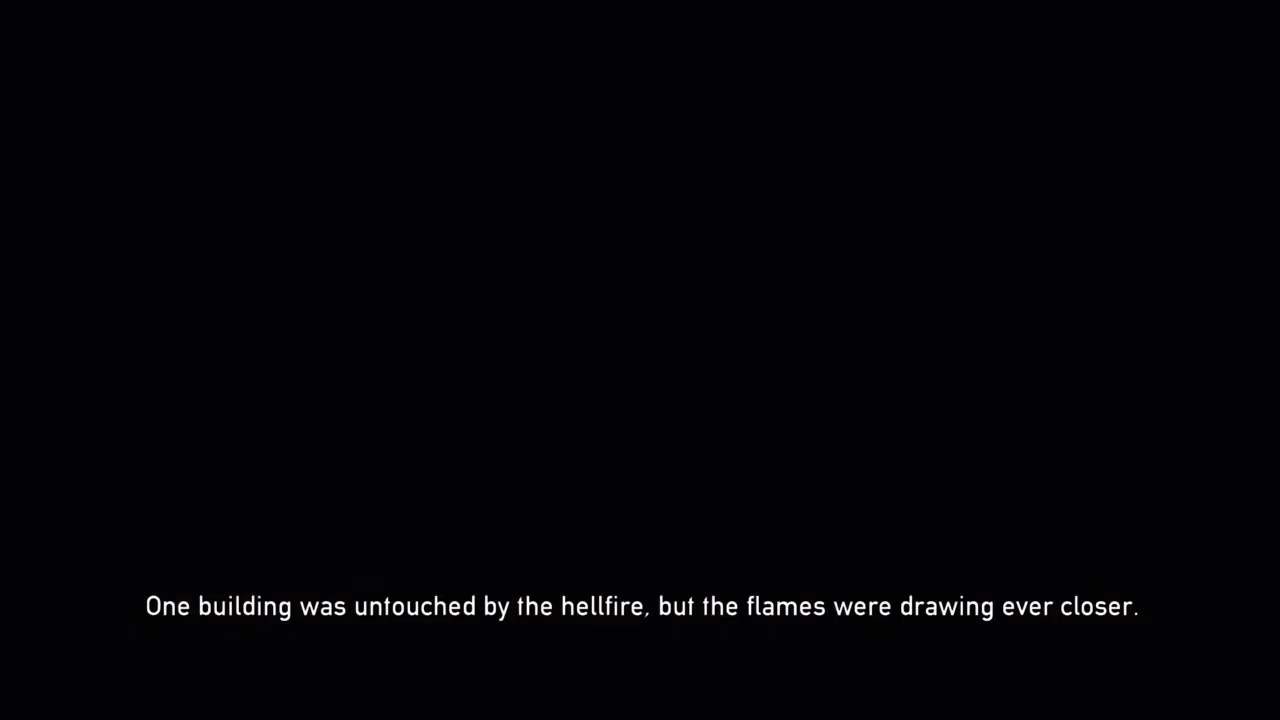 One building was untouched by the hellfire, but the flames were drawing ever closer.